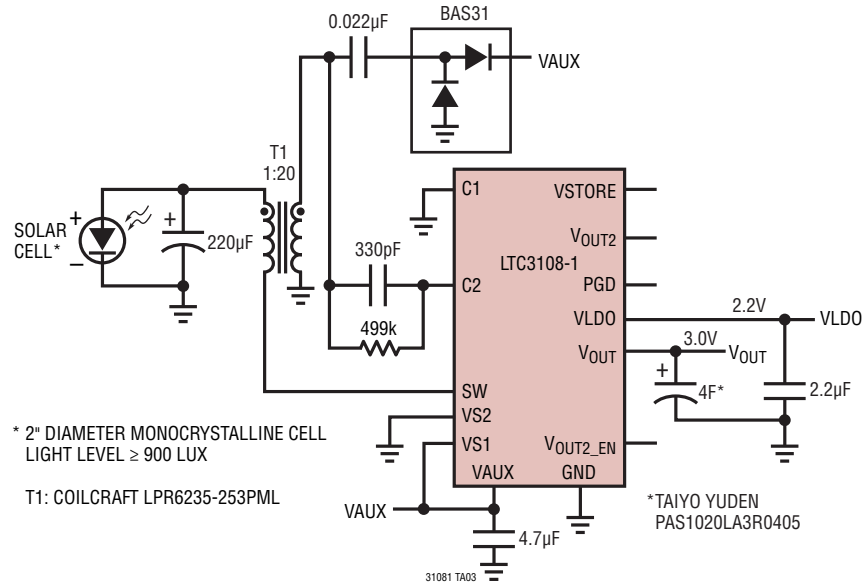 0.022µF
BAS31
VAUX
T1
1:20
SOLAR
CELL*
+
–
+
220µF
330pF
499k
C1
C2
SW
VS2
VS1
VAUX
GND
LTC3108-1
VSTORE
VOUT2
PGD
VLDO
VOUT
VOUT2_EN
2.2V
VLDO
3.0V
VOUT
+
4F*
2.2µF
* 2" DIAMETER MONOCRYSTALLINE CELL
LIGHT LEVEL ≥ 900 LUX
T1: COILCRAFT LPR6235-253PML
VAUX
4.7µF
*TAIYO YUDEN
PAS1020LA3R0405
31081 TA03